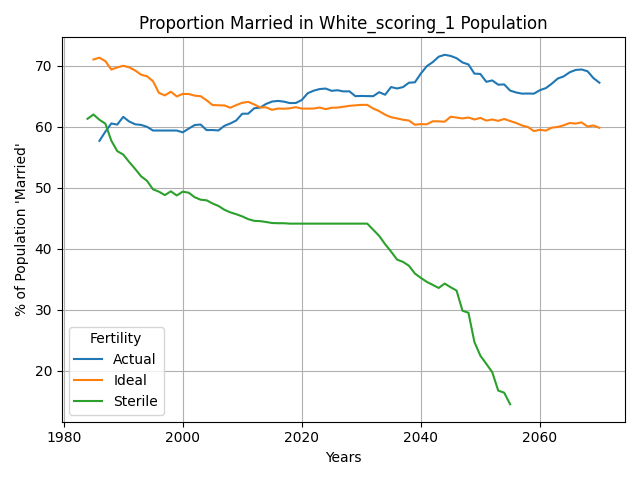 Proportion Married in White_scoring_1 Population
% of Population 'Married'
70
60
50
40
30
20
Fertility
Actual
Ideal
Sterile
1980
2000
2020
2040
2060
Years